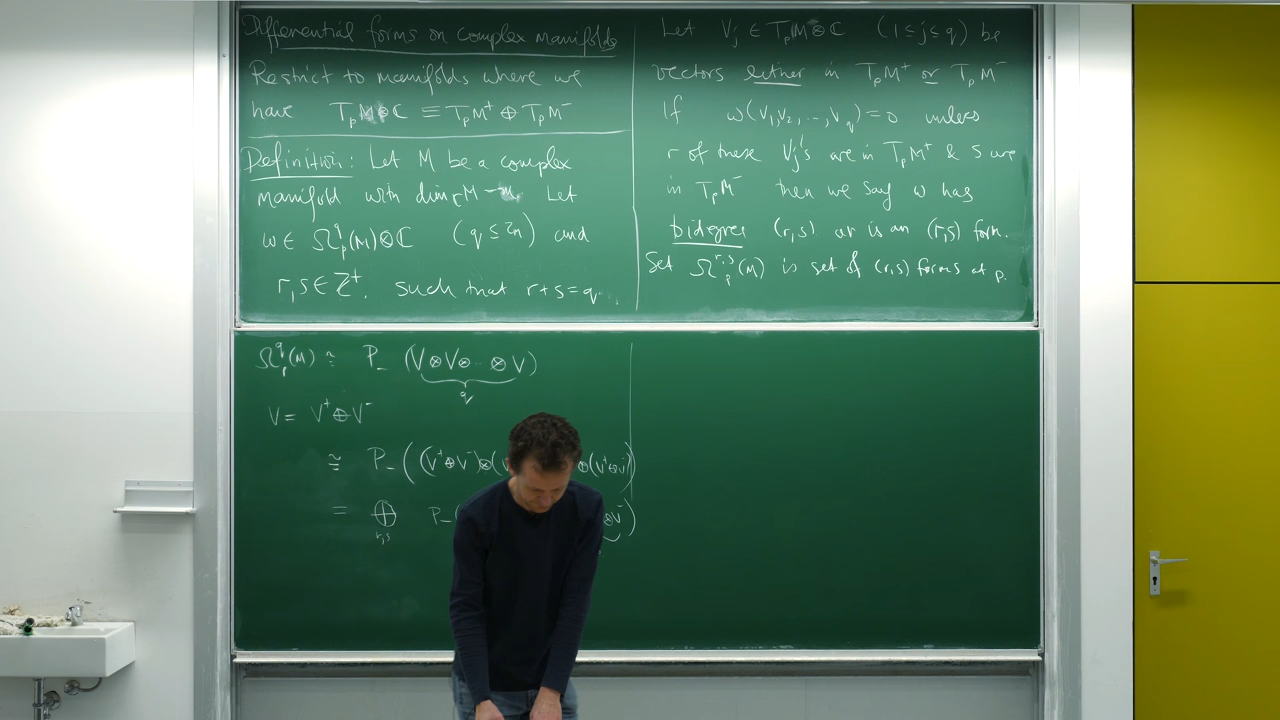 Differential forms on complex manifolds
Restrict to manifolds where we
have T_pM⊗ℂ ≡ T_pM⁺ ⊕ T_pM⁻
Definition: Let M be a complex
manifold with dim M Let
ω ∈ Ω^q_p(M)⊗ℂ (q ≤ 2n) and
r,s ∈ ℤ⁺, such that r+s=q.
Let V_j ∈ T_pM⊗ℂ (1≤j≤q) be
vectors either in T_pM⁺ or T_pM⁻
If ω(V_1,V_2,...,V_q)=0 unless
r of these V_j's are in T_pM⁺ & s are
in T_pM⁻ then we say ω has
bidegree (r,s) or is an (r,s) form.
Set Ω^{r,s}_p(M) is set of (r,s) forms at p.
Ω^q_p(M) ≅ P_- (V⊗V⊗..⊗V)
q
V = V⁺⊕V⁻
≅ P_- ((V⁺⊕V⁻)⊗( ⊗(V⁺⊕V⁻))
= ⊕ P_-( ⊗V⁻)
r,s